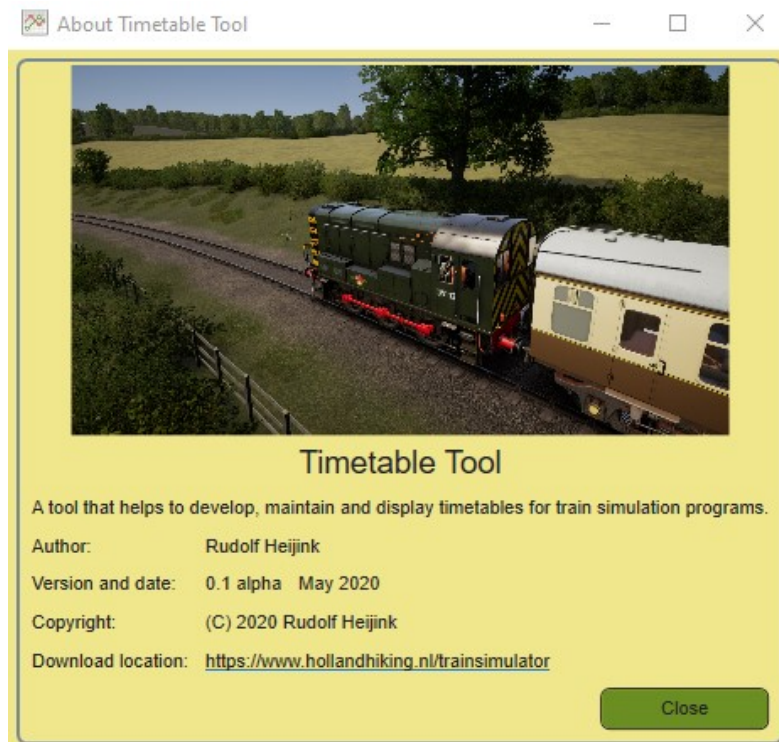 About Timetable Tool
Timetable Tool
A tool that helps to develop, maintain and display timetables for train simulation programs.
Author: Rudolf Heijink
Version and date: 0.1 alpha May 2020
Copyright: (C) 2020 Rudolf Heijink
Download location: https://www.hollandhiking.nl/trainsimulator
Close